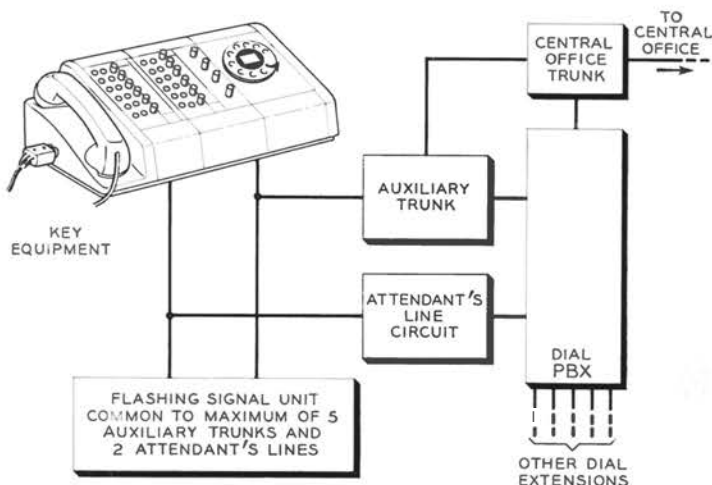 TO
CENTRAL
OFFICE
CENTRAL
OFFICE
TRUNK
AUXILIARY
TRUNK
KEY
EQUIPMENT
ATTENDANT'S
LINE
CIRCUIT
DIAL
PBX
FLASHING SIGNAL UNIT
COMMON TO MAXIMUM OF 5
AUXILIARY TRUNKS AND
2 ATTENDANT'S LINES
OTHER DIAL
EXTENSIONS